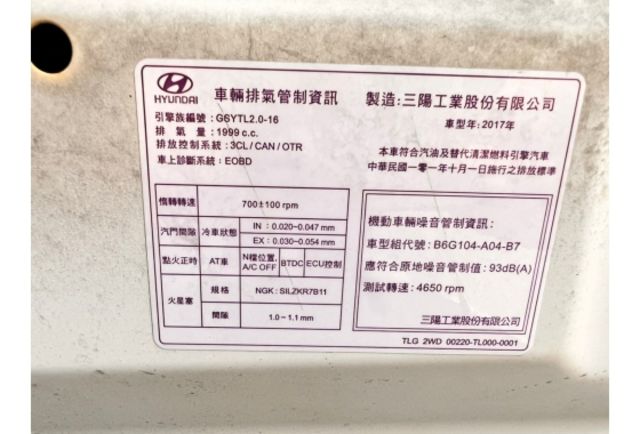 HYUNDAI
車輛排氣管制資訊
製造:三陽工業股份有限公司
車型年:2017年
引擎族編號: G6YTL2.0-16
排 氣 量: 1999 c.c.
排放控制系統: 3CL / CAN / OTR
車上診斷系統: EOBD
本車符合汽油及替代清潔燃料引擎汽車
中華民國一0一年十月一日施行之排放標準
惰轉轉速 700±100 rpm
汽門間隙 冷車狀態 IN : 0.020~0.047 mm
EX : 0.030~0.054 mm
點火正時 AT車 N檔位置, A/C OFF BTDC ECU控制
火星塞 規格 NGK : SILZKR7B11
間隙 1.0~1.1 mm
機動車輛噪音管制資訊:
車型組代號: B6G104-A04-B7
應符合原地噪音管制值: 93dB(A)
測試轉速: 4650 rpm
三陽工業股份有限公司
TLG 2WD 00220-TL000-0001